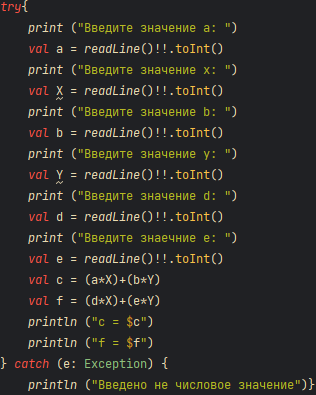 try{
print ("Введите значение a: ")
val a = readLine()!!.toInt()
print ("Введите значение x: ")
val X = readLine()!!.toInt()
print ("Введите значение b: ")
val b = readLine()!!.toInt()
print ("Введите значение y: ")
val Y = readLine()!!.toInt()
print ("Введите значение d: ")
val d = readLine()!!.toInt()
print ("Введите знаечние e: ")
val e = readLine()!!.toInt()
val c = (a*X)+(b*Y)
val f = (d*X)+(e*Y)
println ("c = $c")
println ("f = $f")
} catch (e: Exception) {
println ("Введено не числовое значение")}